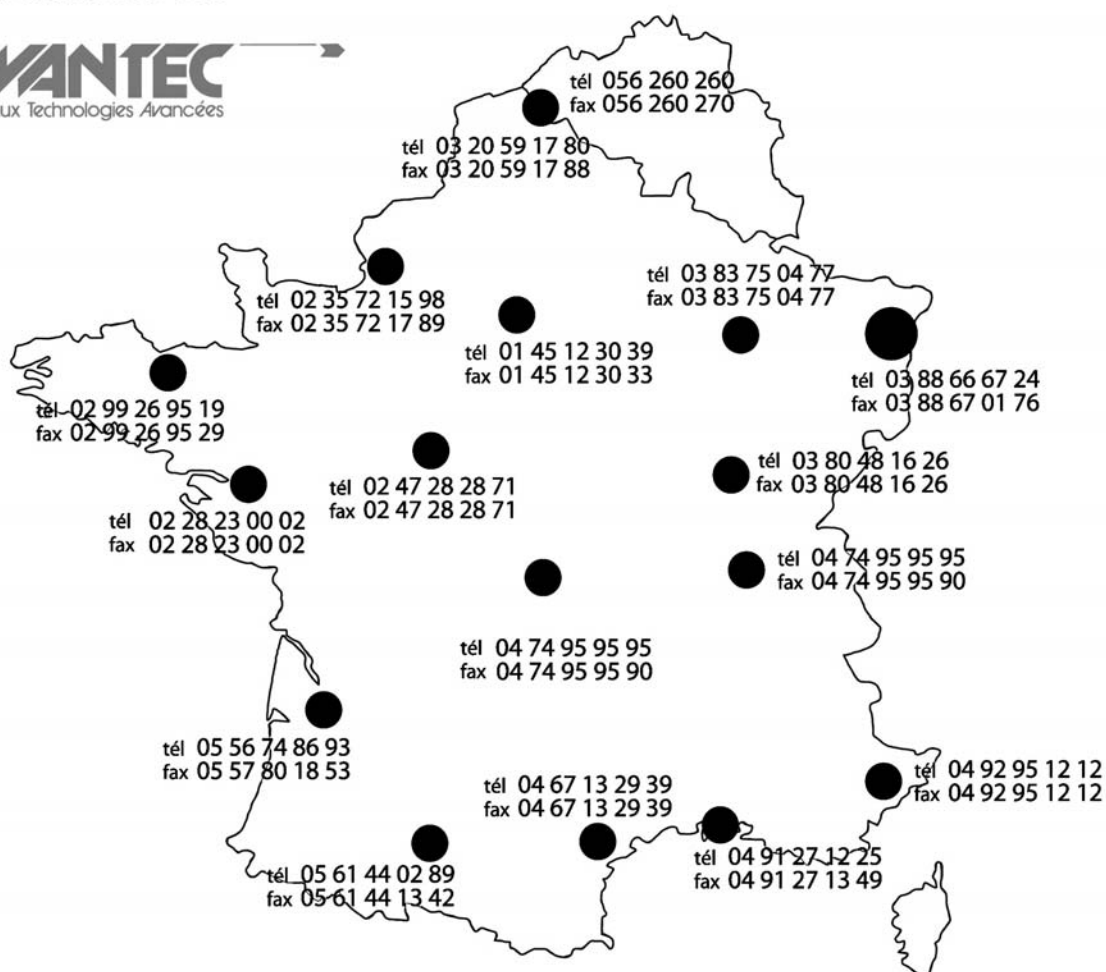 VANTEC
ux Technologies Avancées
tél 056 260 260
fax 056 260 270
tél 03 20 59 17 80
fax 03 20 59 17 88
tél 03 83 75 04 77
fax 03 83 75 04 77
tél 02 35 72 15 98
fax 02 35 72 17 89
tél 01 45 12 30 39
fax 01 45 12 30 33
tél 03 88 66 67 24
fax 03 88 67 01 76
tél 02 99 26 95 19
fax 02 99 26 95 29
tél 03 80 48 16 26
fax 03 80 48 16 26
tél 02 47 28 28 71
fax 02 47 28 28 71
tél 02 28 23 00 02
fax 02 28 23 00 02
tél 04 74 95 95 95
fax 04 74 95 95 90
tél 04 74 95 95 95
fax 04 74 95 95 90
tél 05 56 74 86 93
fax 05 57 80 18 53
tél 04 92 95 12 12
fax 04 92 95 12 12
tél 04 67 13 29 39
fax 04 67 13 29 39
tél 04 91 27 12 25
fax 04 91 27 13 49
tél 05 61 44 02 89
fax 05 61 44 13 42